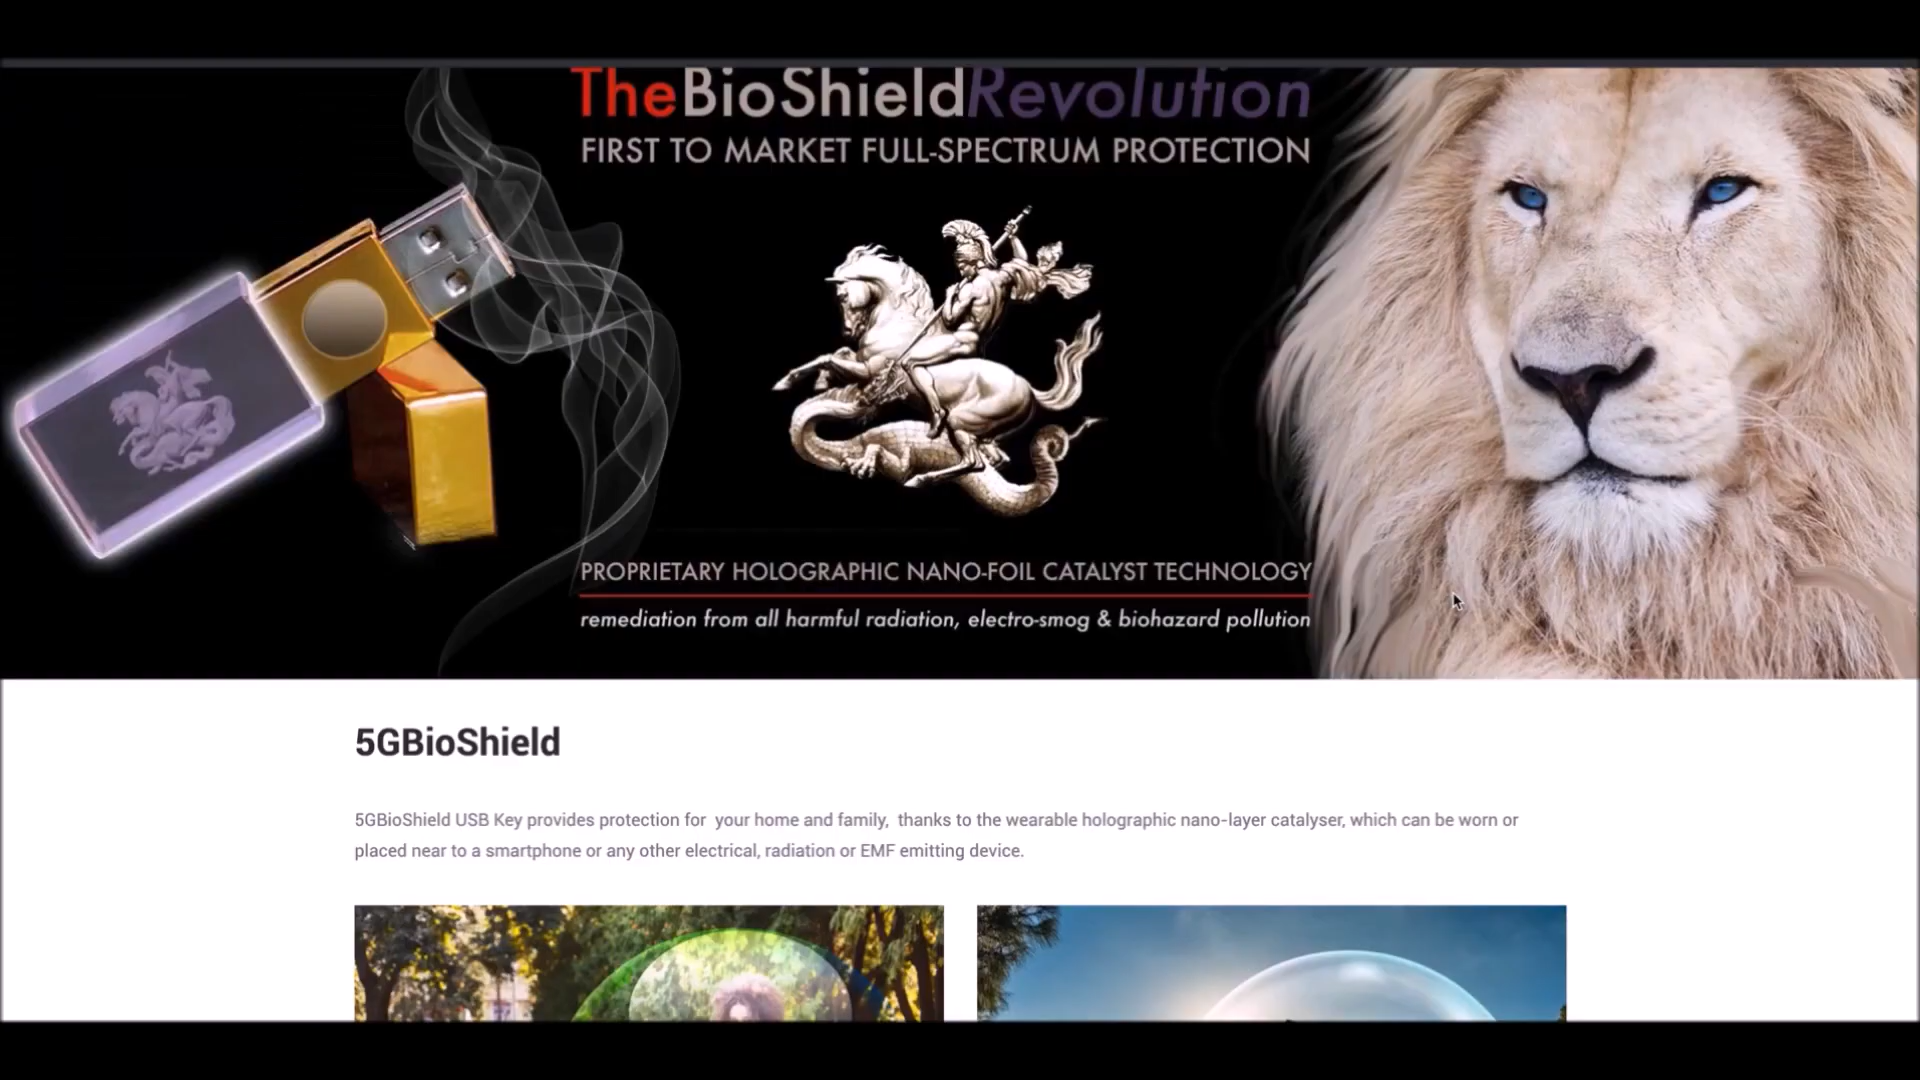 TheBioShieldRevolution
FIRST TO MARKET FULL-SPECTRUM PROTECTION
PROPRIETARY HOLOGRAPHIC NANO-FOIL CATALYST TECHNOLOGY
remediation from all harmful radiation, electro-smog & biohazard pollution
5GBioShield
5GBioShield USB Key provides protection for your home and family, thanks to the wearable holographic nano-layer catalyser, which can be worn or
placed near to a smartphone or any other electrical, radiation or EMF emitting device.